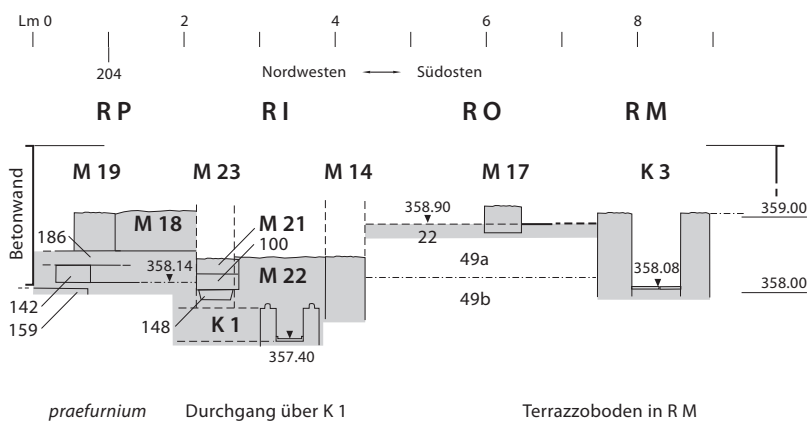 Lm 0 2 4 6 8
204
Nordwesten Südosten
R P R I R O R M
Betonwand
M 19 M 23 M 14 M 17 K 3
358.90
359.00
M 18 M 21
186 100 22
358.14 M 22 49a 358.08
358.00
142 148 49b
159 K 1
357.40
praefurnium Durchgang über K 1 Terrazzoboden in R M